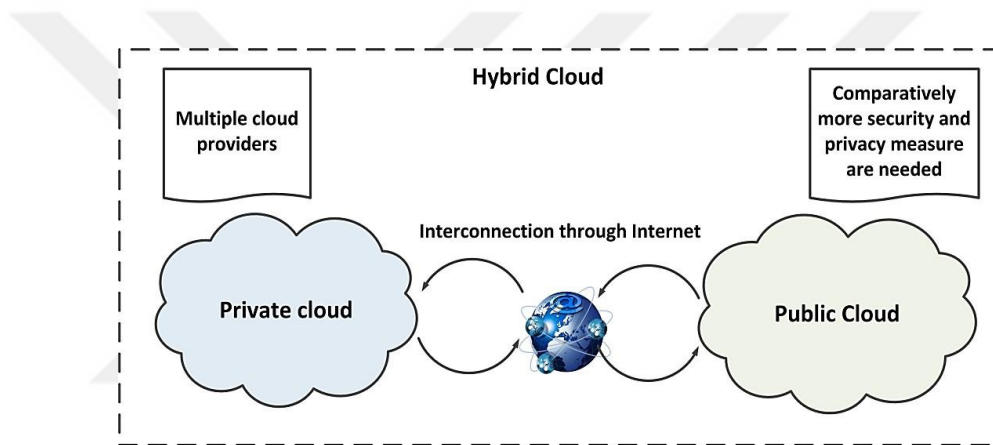 Hybrid Cloud
Multiple cloud
providers
Comparatively
more security and
privacy measure
are needed
Interconnection through Internet
Private cloud
Public Cloud